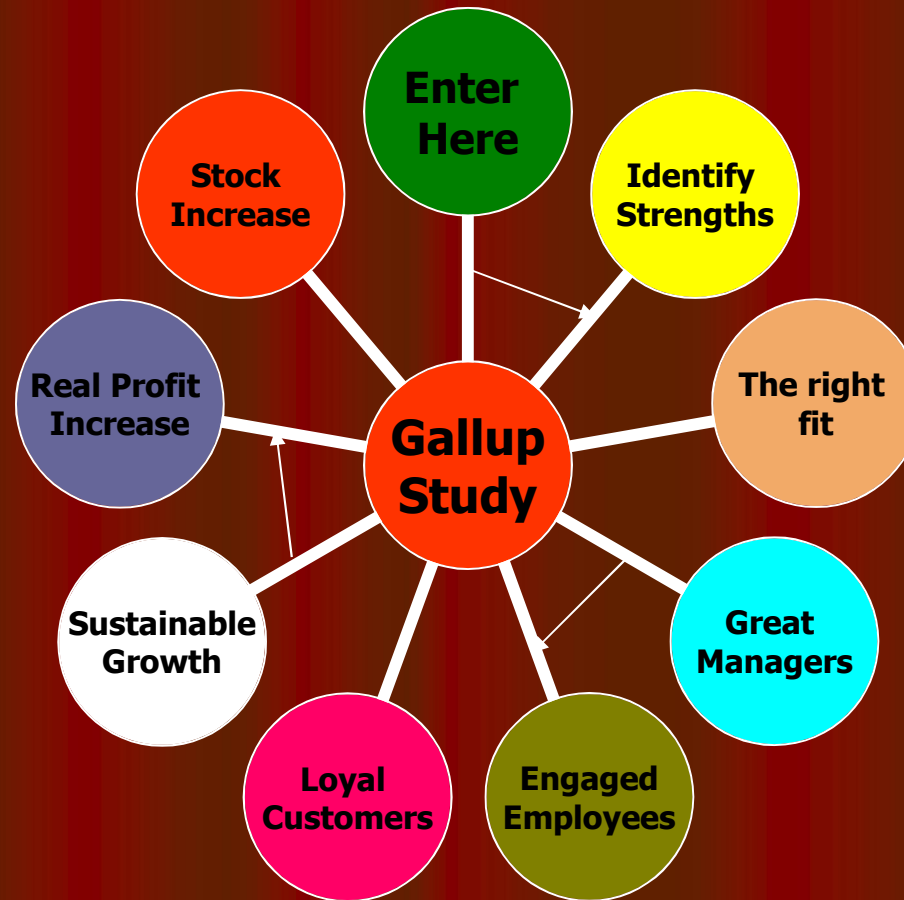 Enter
Here
Identify
Strengths
The right
fit
Great
Managers
Engaged
Employees
Loyal
Customers
Sustainable
Growth
Real Profit
Increase
Stock
Increase
Gallup
Study